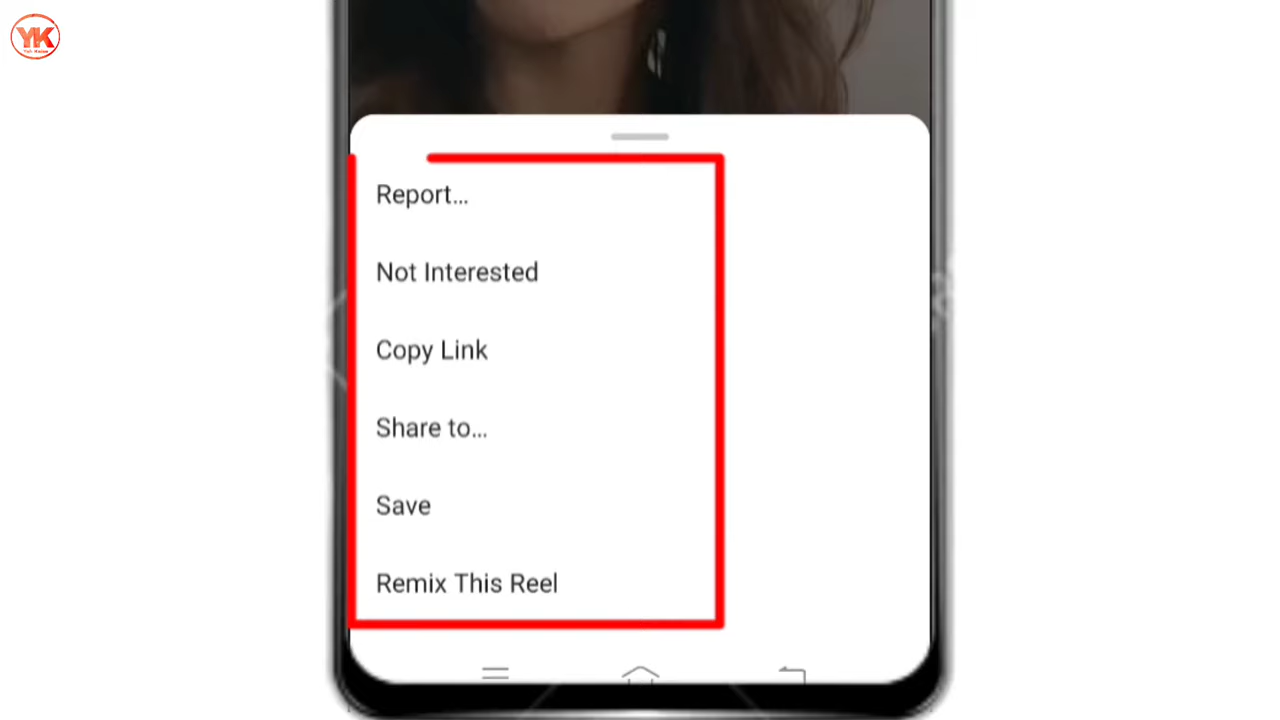 YK
Report...
Not Interested
Copy Link
Share to...
Save
Remix This Reel